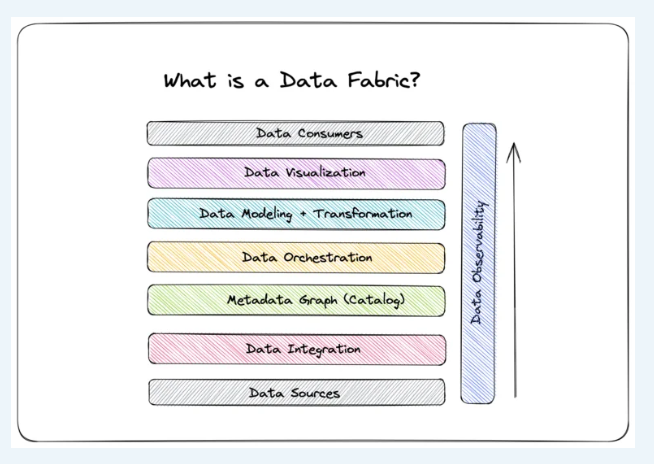 What is a Data Fabric?
Data Consumers
Data Visualization
Data Modeling + Transformation
Data Orchestration
Metadata Graph (Catalog)
Data Integration
Data Sources
Data Observability